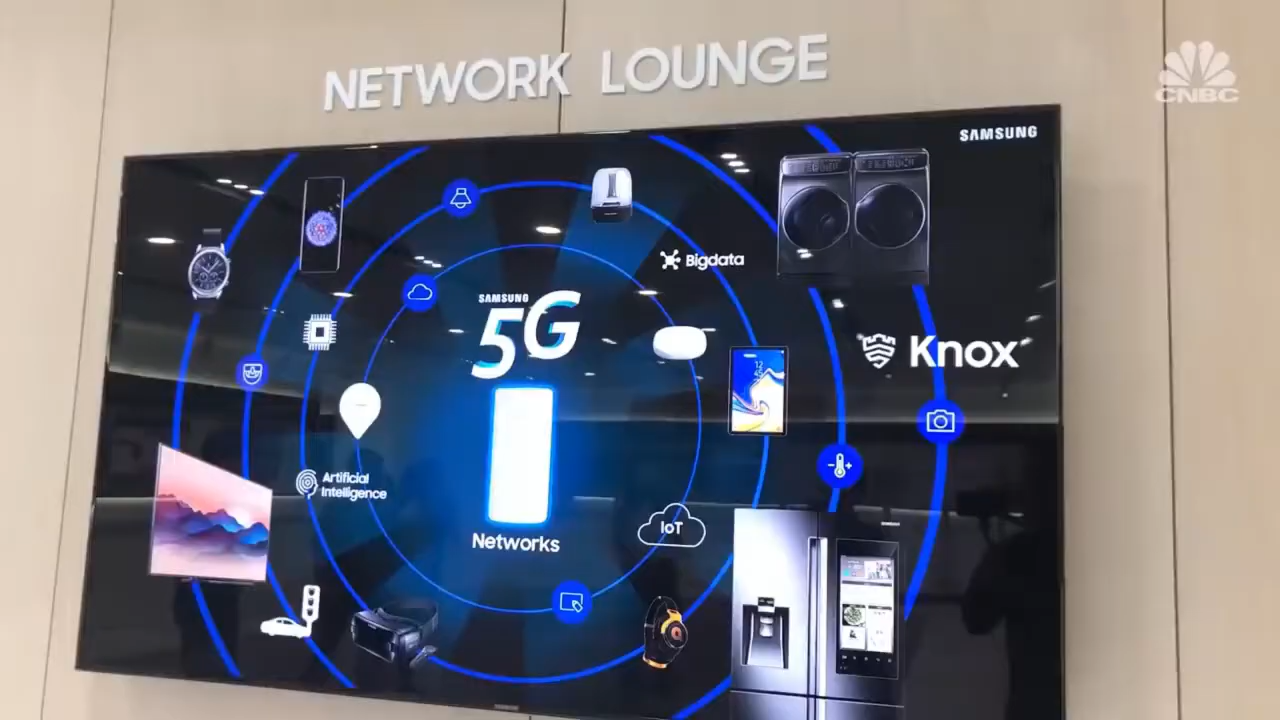 NETWORK LOUNGE
CNBC
SAMSUNG
Bigdata
SAMSUNG
5G
Knox
Artificial
Intelligence
IoT
Networks